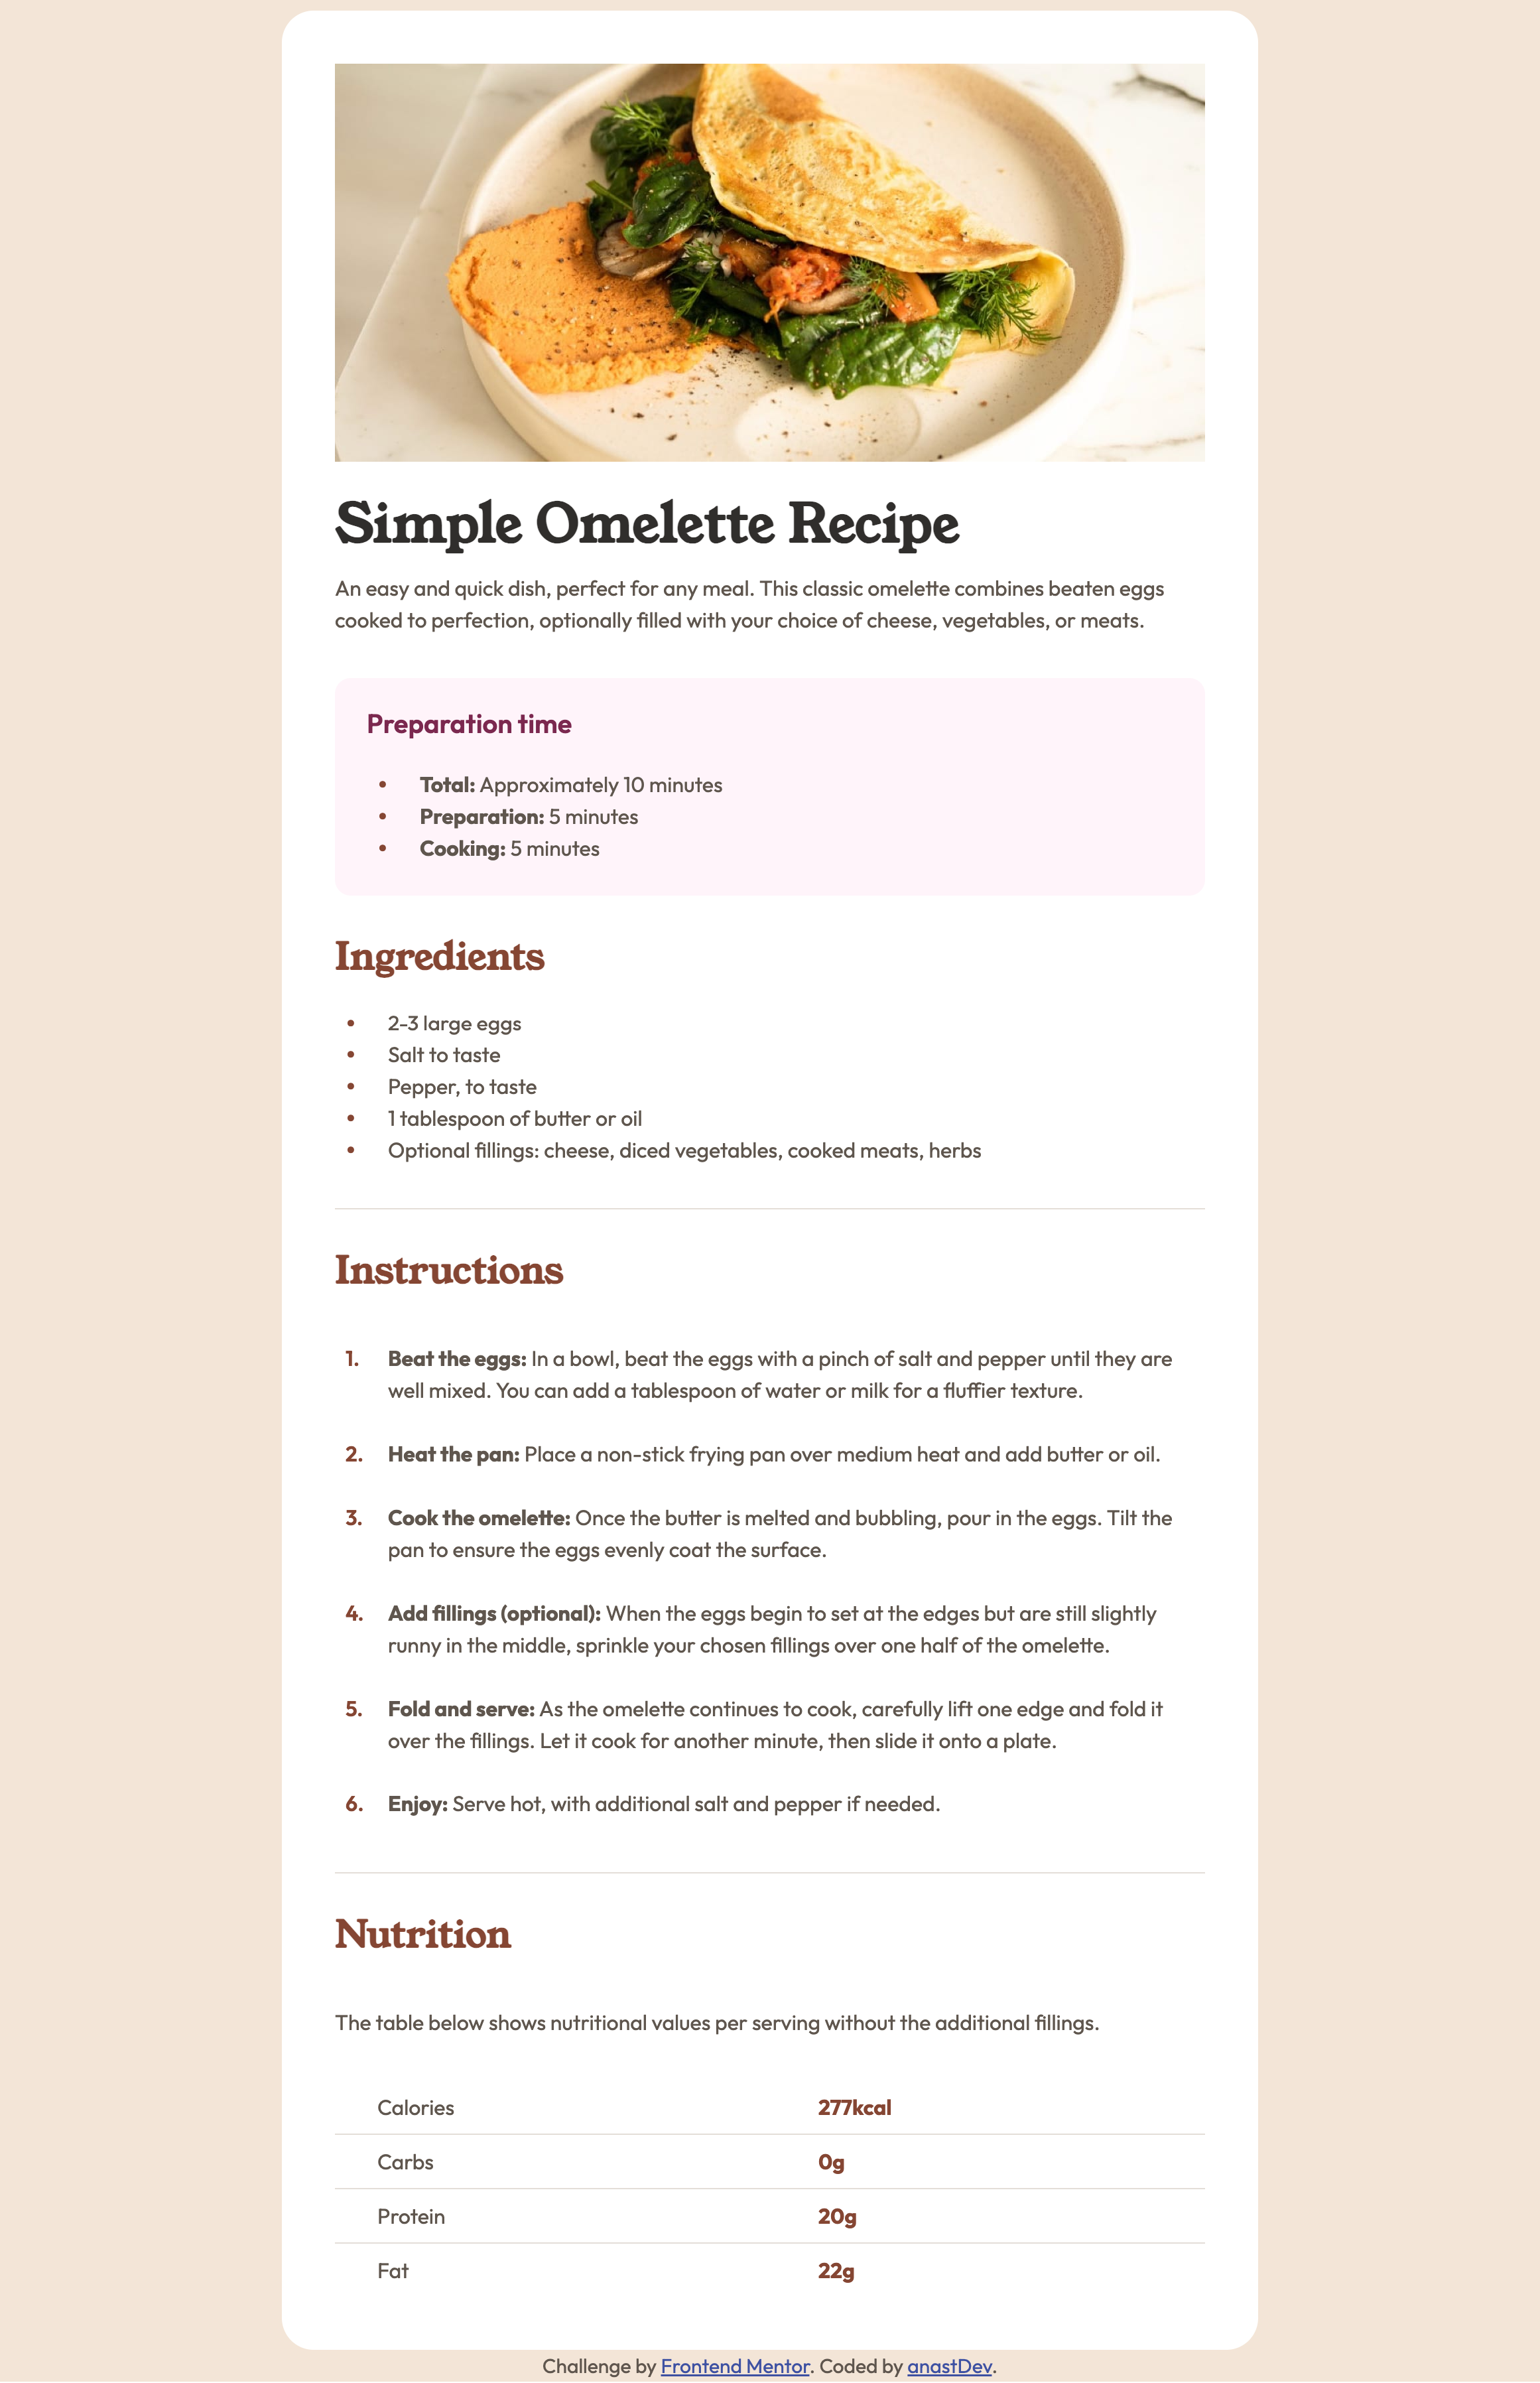 Simple Omelette Recipe
An easy and quick dish, perfect for any meal. This classic omelette combines beaten eggs
cooked to perfection, optionally filled with your choice of cheese, vegetables, or meats.
Preparation time
• Total: Approximately 10 minutes
• Preparation: 5 minutes
• Cooking: 5 minutes
Ingredients
• 2-3 large eggs
• Salt to taste
• Pepper, to taste
• 1 tablespoon of butter or oil
• Optional fillings: cheese, diced vegetables, cooked meats, herbs
Instructions
1. Beat the eggs: In a bowl, beat the eggs with a pinch of salt and pepper until they are
well mixed. You can add a tablespoon of water or milk for a fluffier texture.
2. Heat the pan: Place a non-stick frying pan over medium heat and add butter or oil.
3. Cook the omelette: Once the butter is melted and bubbling, pour in the eggs. Tilt the
pan to ensure the eggs evenly coat the surface.
4. Add fillings (optional): When the eggs begin to set at the edges but are still slightly
runny in the middle, sprinkle your chosen fillings over one half of the omelette.
5. Fold and serve: As the omelette continues to cook, carefully lift one edge and fold it
over the fillings. Let it cook for another minute, then slide it onto a plate.
6. Enjoy: Serve hot, with additional salt and pepper if needed.
Nutrition
The table below shows nutritional values per serving without the additional fillings.
Calories 277kcal
Carbs 0g
Protein 20g
Fat 22g
Challenge by Frontend Mentor. Coded by anastDev.